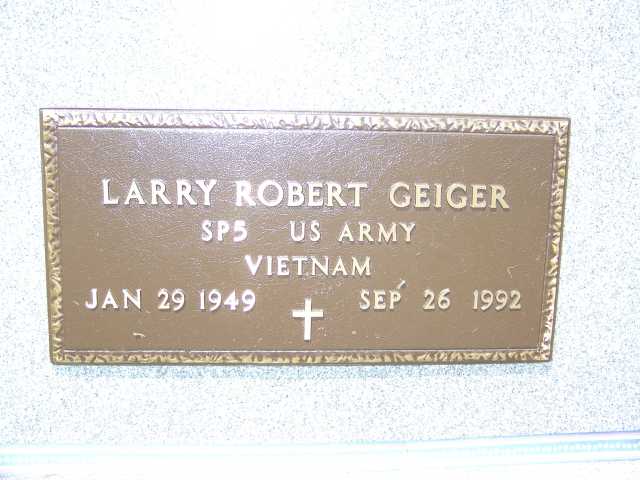 LARRY ROBERT GEIGER
SP5 US ARMY
VIETNAM
JAN 29 1949 SEP 26 1992